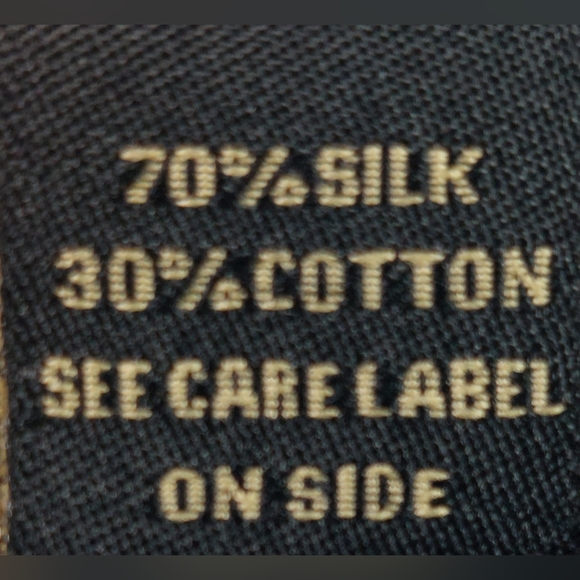 70% SILK
30% COTTON
SEE CARE LABEL
ON SIDE